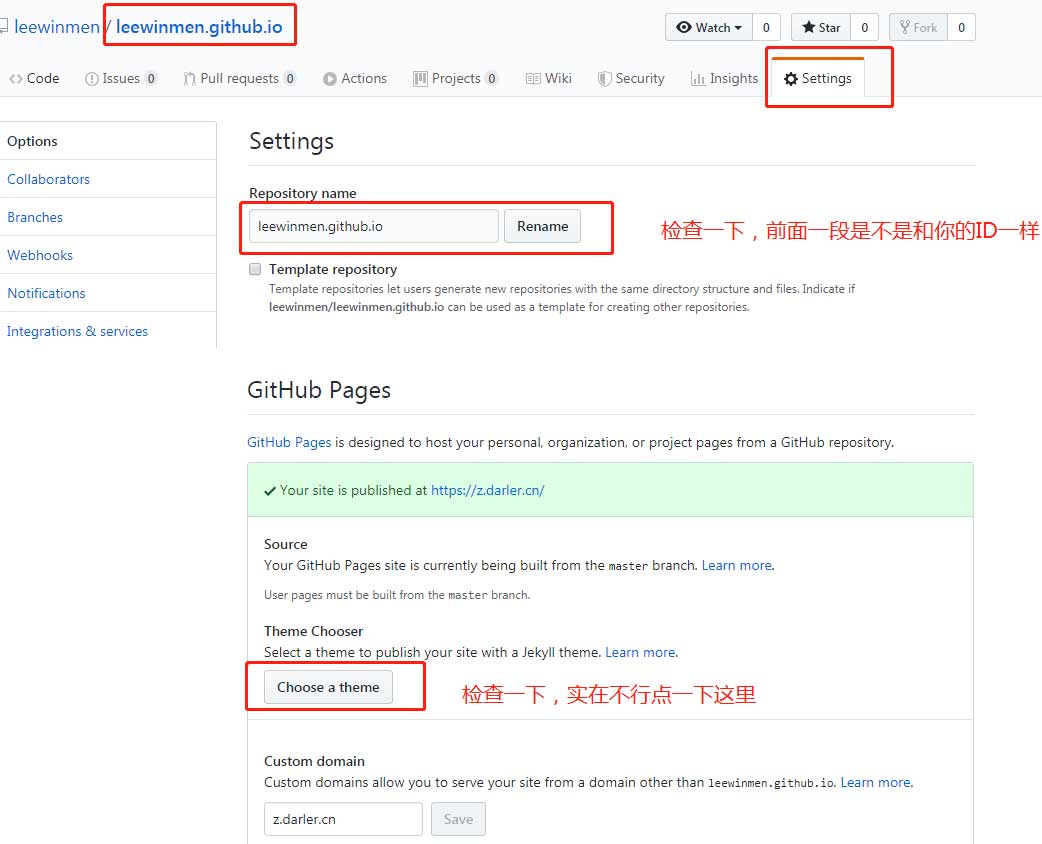 leewinmen / leewinmen.github.io
Watch 0 Star 0 Fork 0
Code Issues 0 Pull requests 0 Actions Projects 0 Wiki Security Insights Settings
Options
Collaborators
Branches
Webhooks
Notifications
Integrations & services
Settings
Repository name
leewinmen.github.io Rename
检查一下，前面一段是不是和你的ID一样
Template repository
Template repositories let users generate new repositories with the same directory structure and files. Indicate if
leewinmen/leewinmen.github.io can be used as a template for creating other repositories.
GitHub Pages
GitHub Pages is designed to host your personal, organization, or project pages from a GitHub repository.
Your site is published at https://z.darler.cn/
Source
Your GitHub Pages site is currently being built from the master branch. Learn more.
User pages must be built from the master branch.
Theme Chooser
Select a theme to publish your site with a Jekyll theme. Learn more.
Choose a theme
检查一下，实在不行点一下这里
Custom domain
Custom domains allow you to serve your site from a domain other than leewinmen.github.io. Learn more.
z.darler.cn Save